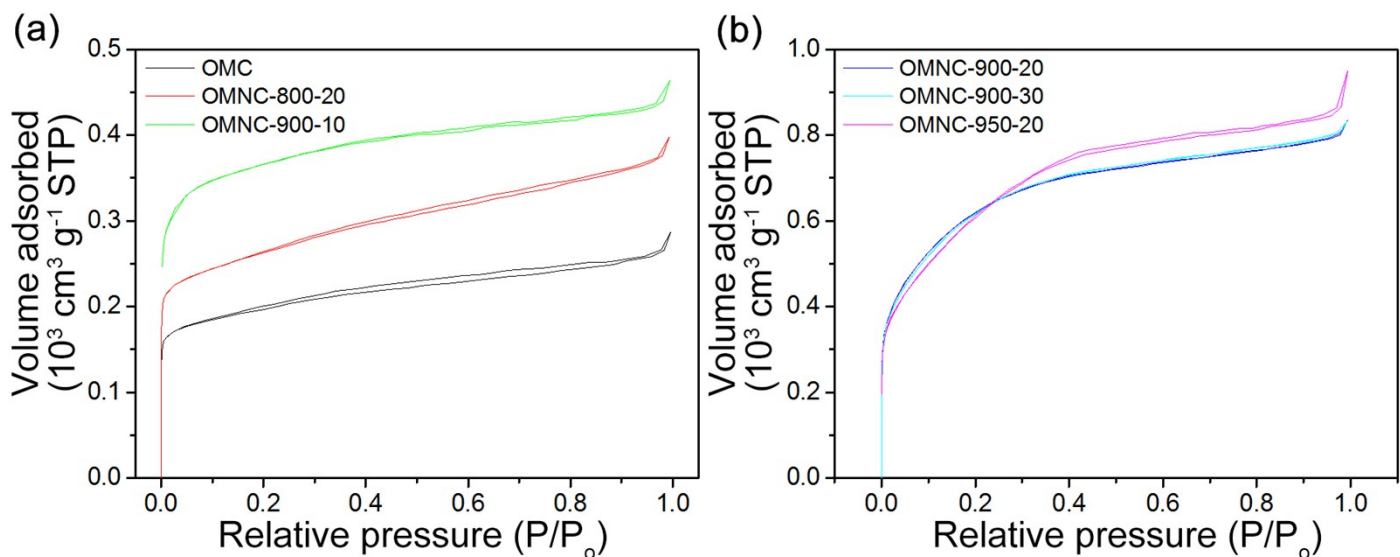 (a)
0.5
0.4
0.3
0.2
0.1
0.0
Volume adsorbed
(10³ cm³ g⁻¹ STP)
OMC
OMNC-800-20
OMNC-900-10
0.0 0.2 0.4 0.6 0.8 1.0
Relative pressure (P/Pₒ)
(b)
1.0
0.8
0.6
0.4
0.2
0.0
Volume adsorbed
(10³ cm³ g⁻¹ STP)
OMNC-900-20
OMNC-900-30
OMNC-950-20
0.0 0.2 0.4 0.6 0.8 1.0
Relative pressure (P/Pₒ)